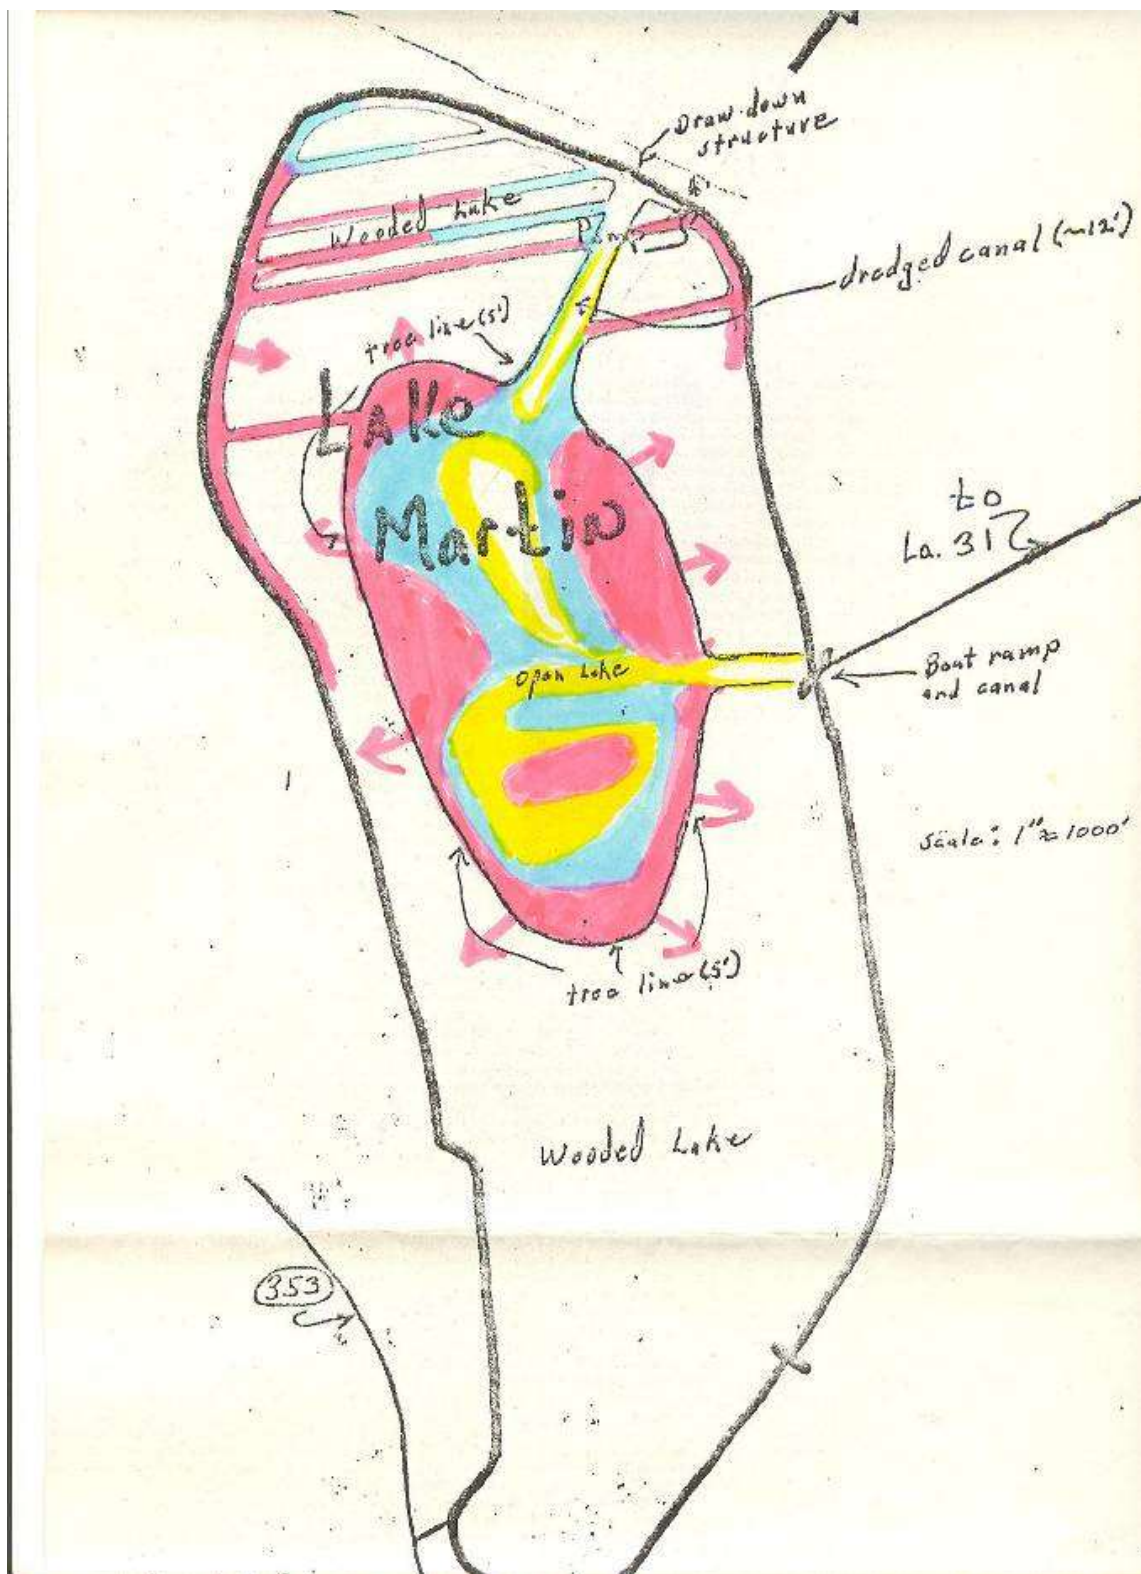 Draw-down
structure
Wooded Lake
dredged canal (~12')
tree line (5')
Lake
Martin
to
La. 31
Open Lake
Boat ramp
and canal
Scale: 1" ≈ 1000'
tree line (5')
Wooded Lake
353